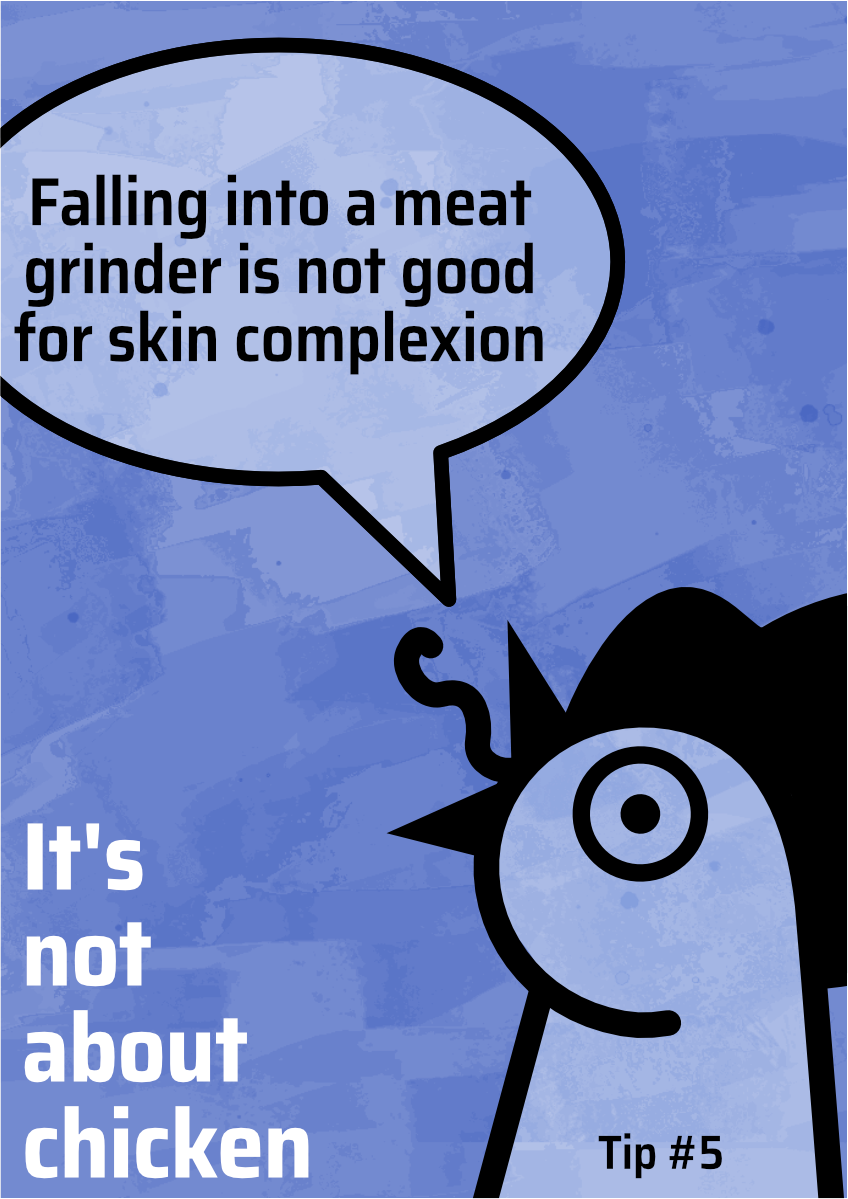 Falling into a meat
grinder is not good
for skin complexion
It's
not
about
chicken
Tip #5